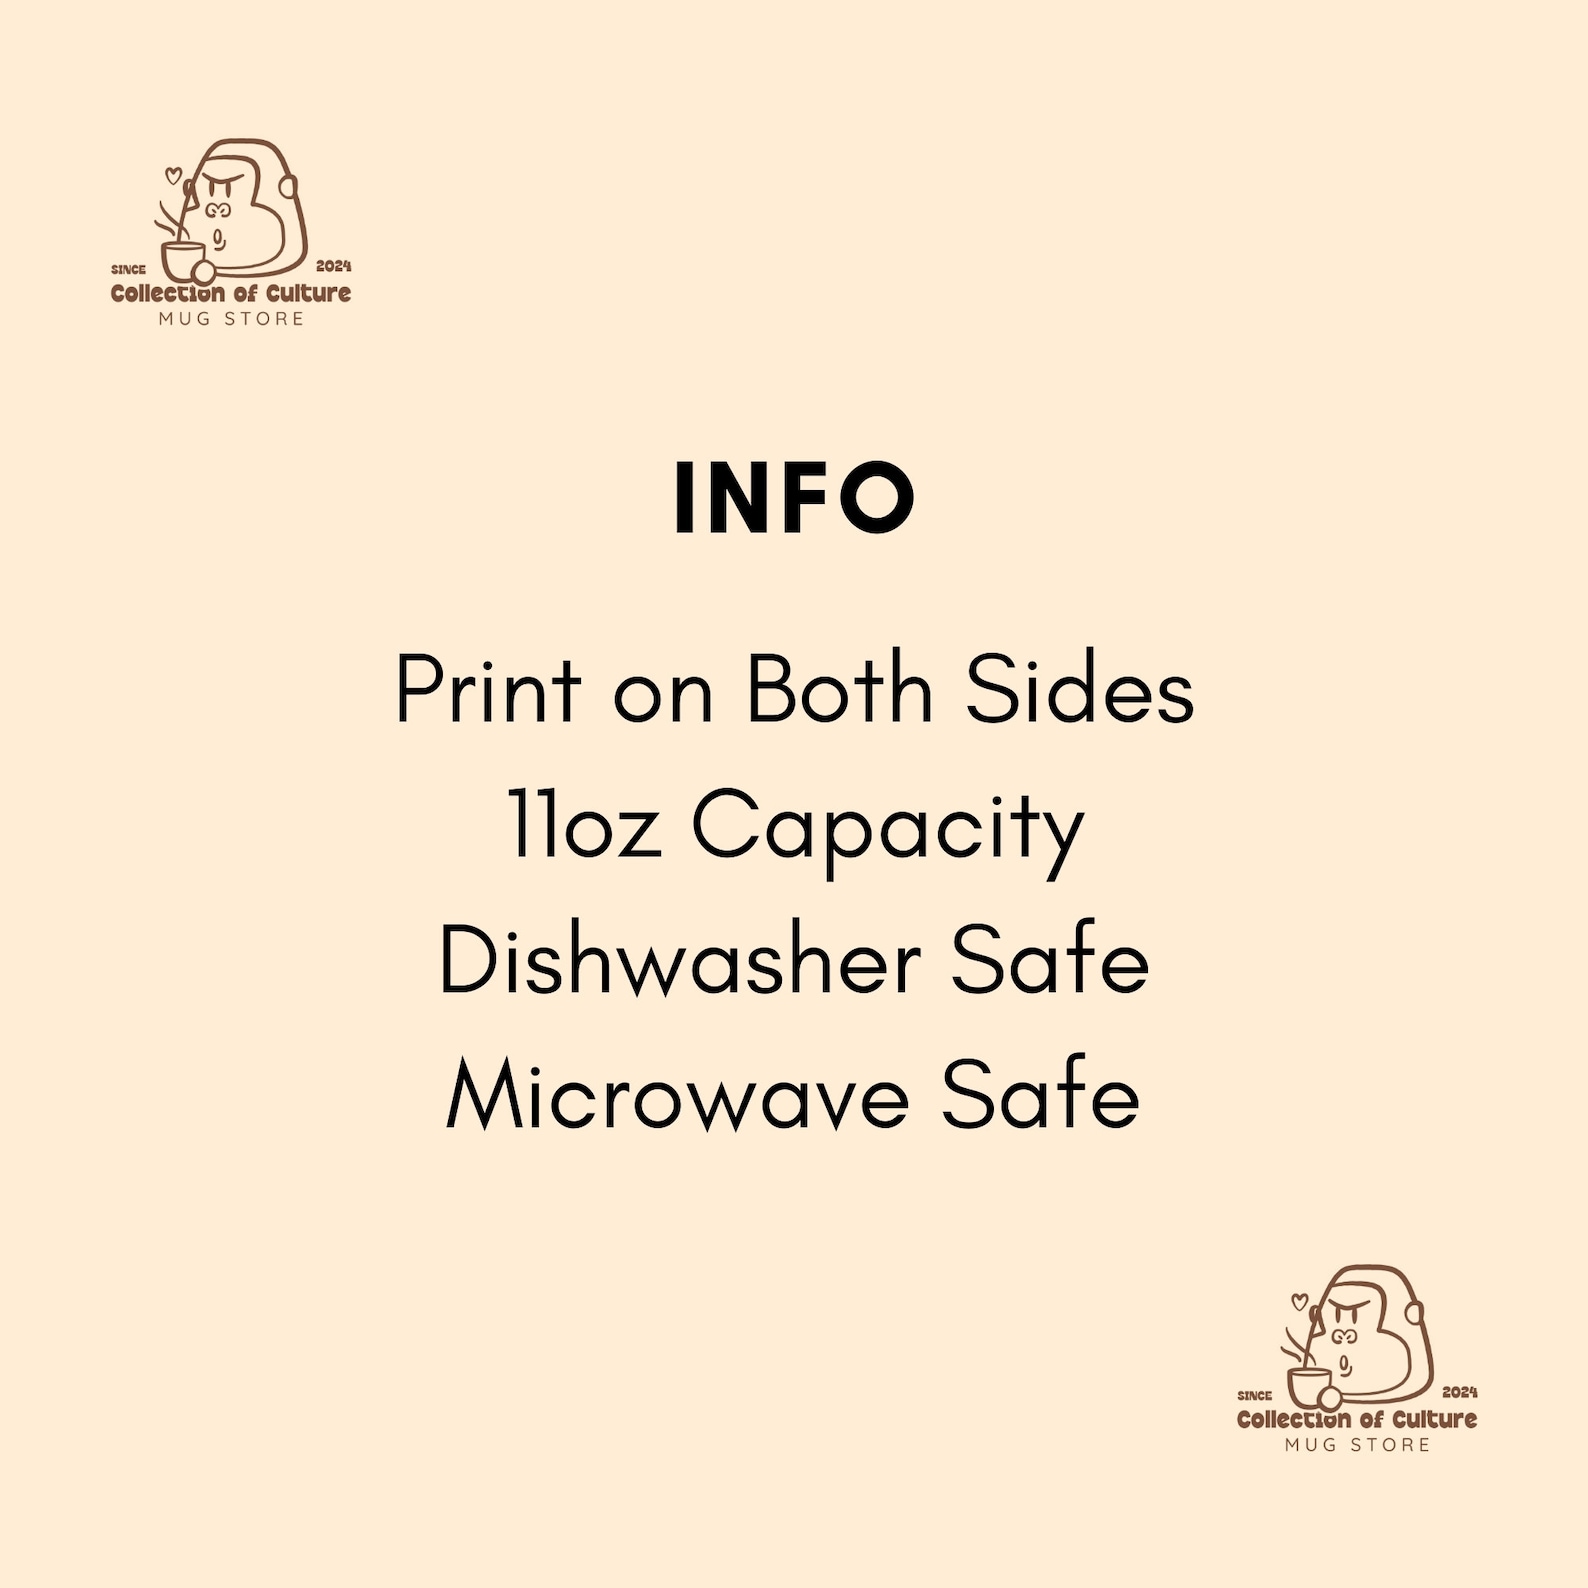 SINCE 2024
Collection of Culture
MUG STORE
INFO
Print on Both Sides
11oz Capacity
Dishwasher Safe
Microwave Safe
SINCE 2024
Collection of Culture
MUG STORE